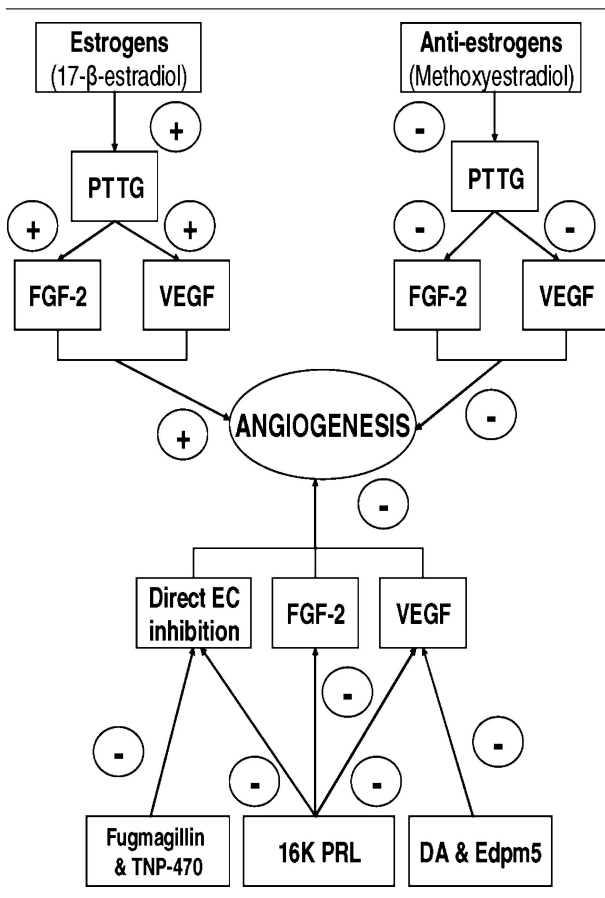 Estrogens
(17-β-estradiol)
Anti-estrogens
(Methoxyestradiol)
+
-
PTTG
PTTG
+
+
-
-
FGF-2
VEGF
FGF-2
VEGF
ANGIOGENESIS
+
-
-
Direct EC
inhibition
FGF-2
VEGF
-
-
-
-
-
Fugmagillin
& TNP-470
16K PRL
DA & Edpm5